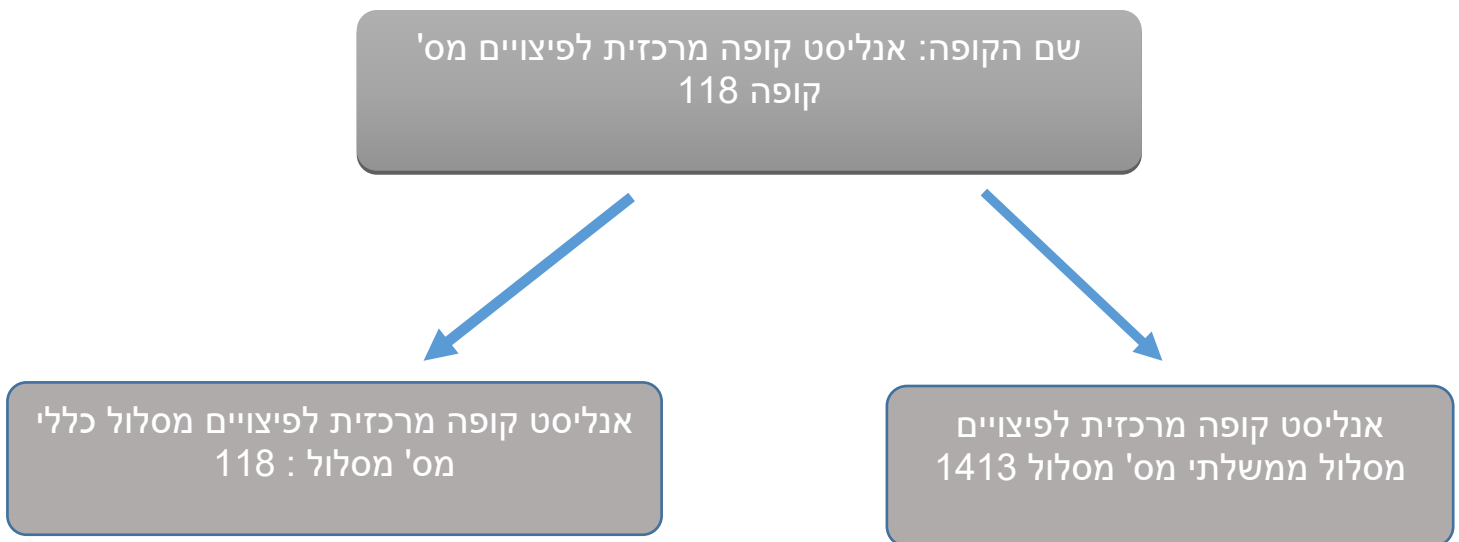 שם הקופה: אנליסט קופה מרכזית לפיצויים מס'
קופה 118
אנליסט קופה מרכזית לפיצויים
מסלול ממשלתי מס' מסלול 1413
אנליסט קופה מרכזית לפיצויים מסלול כללי
מס' מסלול : 118